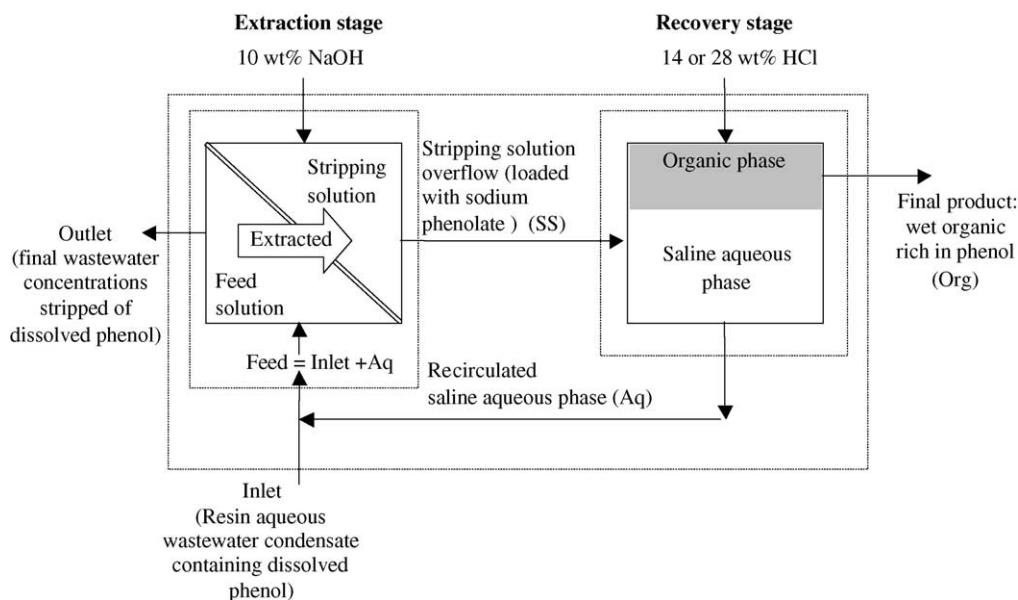 Extraction stage
10 wt% NaOH
Recovery stage
14 or 28 wt% HCl
Stripping
solution
Extracted
Feed
solution
Feed = Inlet +Aq
Stripping solution
overflow (loaded
with sodium
phenolate ) (SS)
Organic phase
Saline aqueous
phase
Final product:
wet organic
rich in phenol
(Org)
Outlet
(final wastewater
concentrations
stripped of
dissolved phenol)
Recirculated
saline aqueous phase (Aq)
Inlet
(Resin aqueous
wastewater condensate
containing dissolved
phenol)